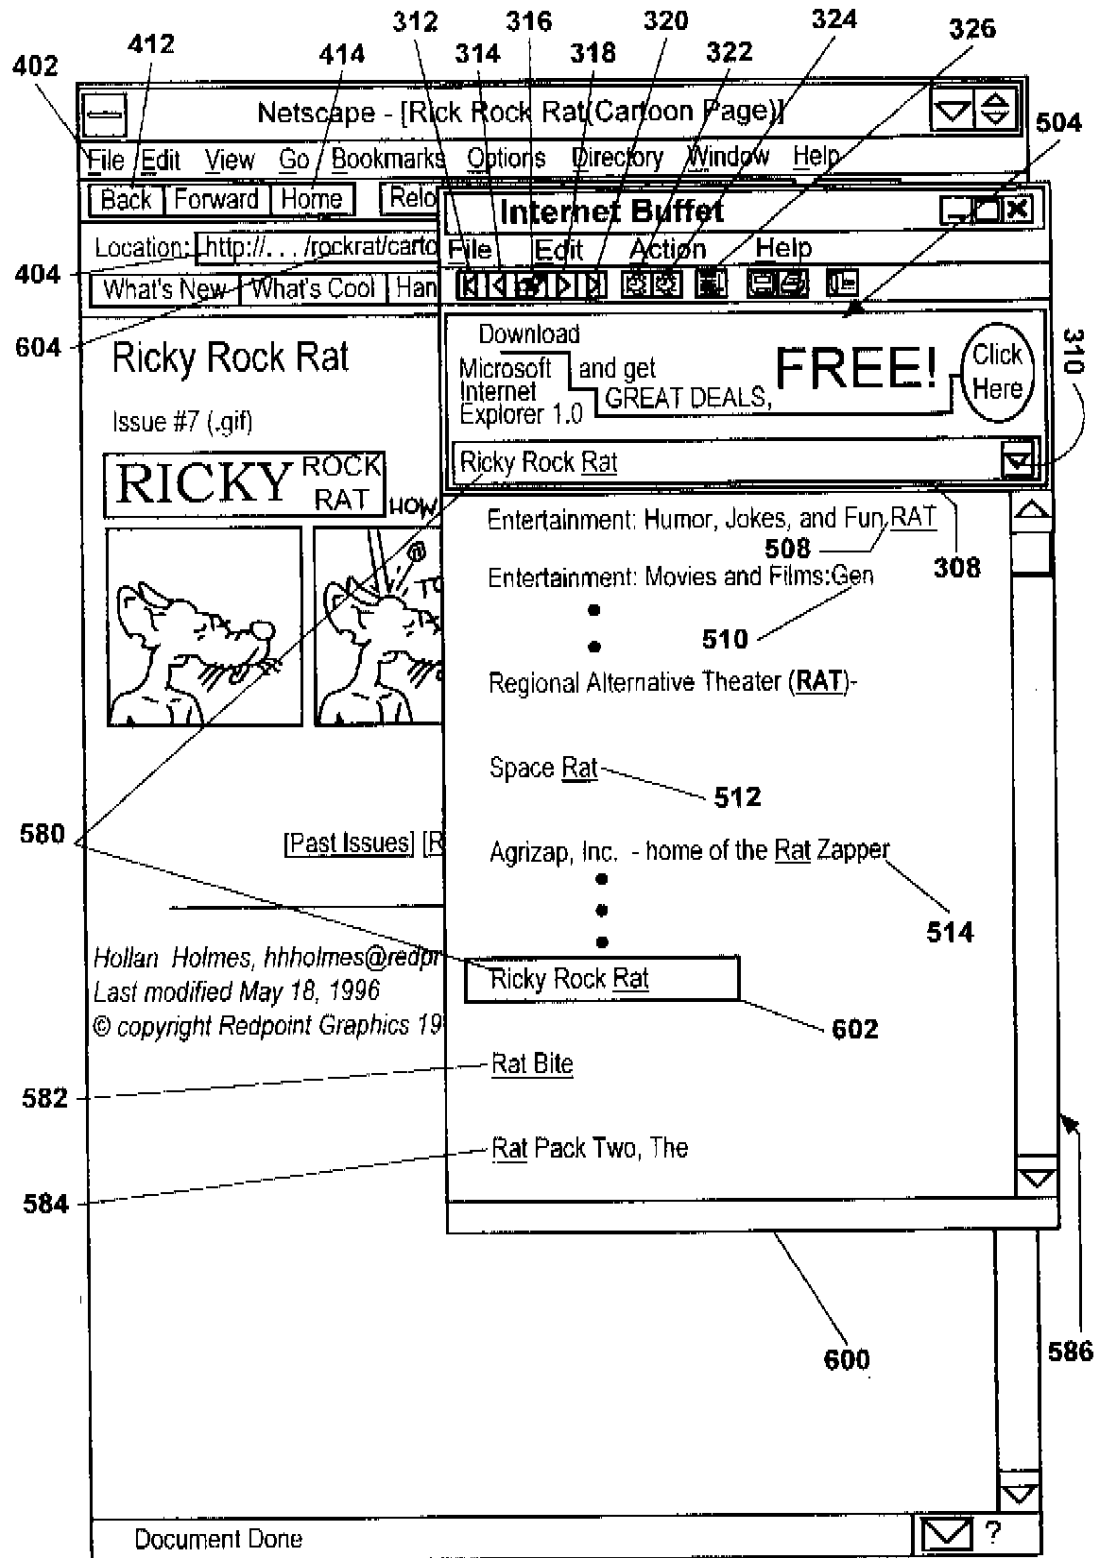 312 316 320 324
412 314 318 322 326
402 414
Netscape - [Rick Rock Rat(Cartoon Page)]
504
File Edit View Go Bookmarks Options Directory Window Help
Back Forward Home Relo
Internet Buffet
Location: http://. . . /rockrat/carto
File Edit Action Help
404
What's New What's Cool Han
604
Download
Microsoft and get
Internet GREAT DEALS,
Explorer 1.0
FREE!
Click
Here
310
Ricky Rock Rat
Issue #7 (.gif)
RICKY ROCK
RAT
HOW
TO
Ricky Rock Rat
308
Entertainment: Humor, Jokes, and Fun RAT
508
Entertainment: Movies and Films:Gen
510
Regional Alternative Theater (RAT)-
Space Rat
512
580
[Past Issues] [R
Agrizap, Inc. - home of the Rat Zapper
514
Hollan Holmes, hhholmes@redpr
Last modified May 18, 1996
© copyright Redpoint Graphics 19
Ricky Rock Rat
602
582
Rat Bite
584
Rat Pack Two, The
586
600
Document Done
?